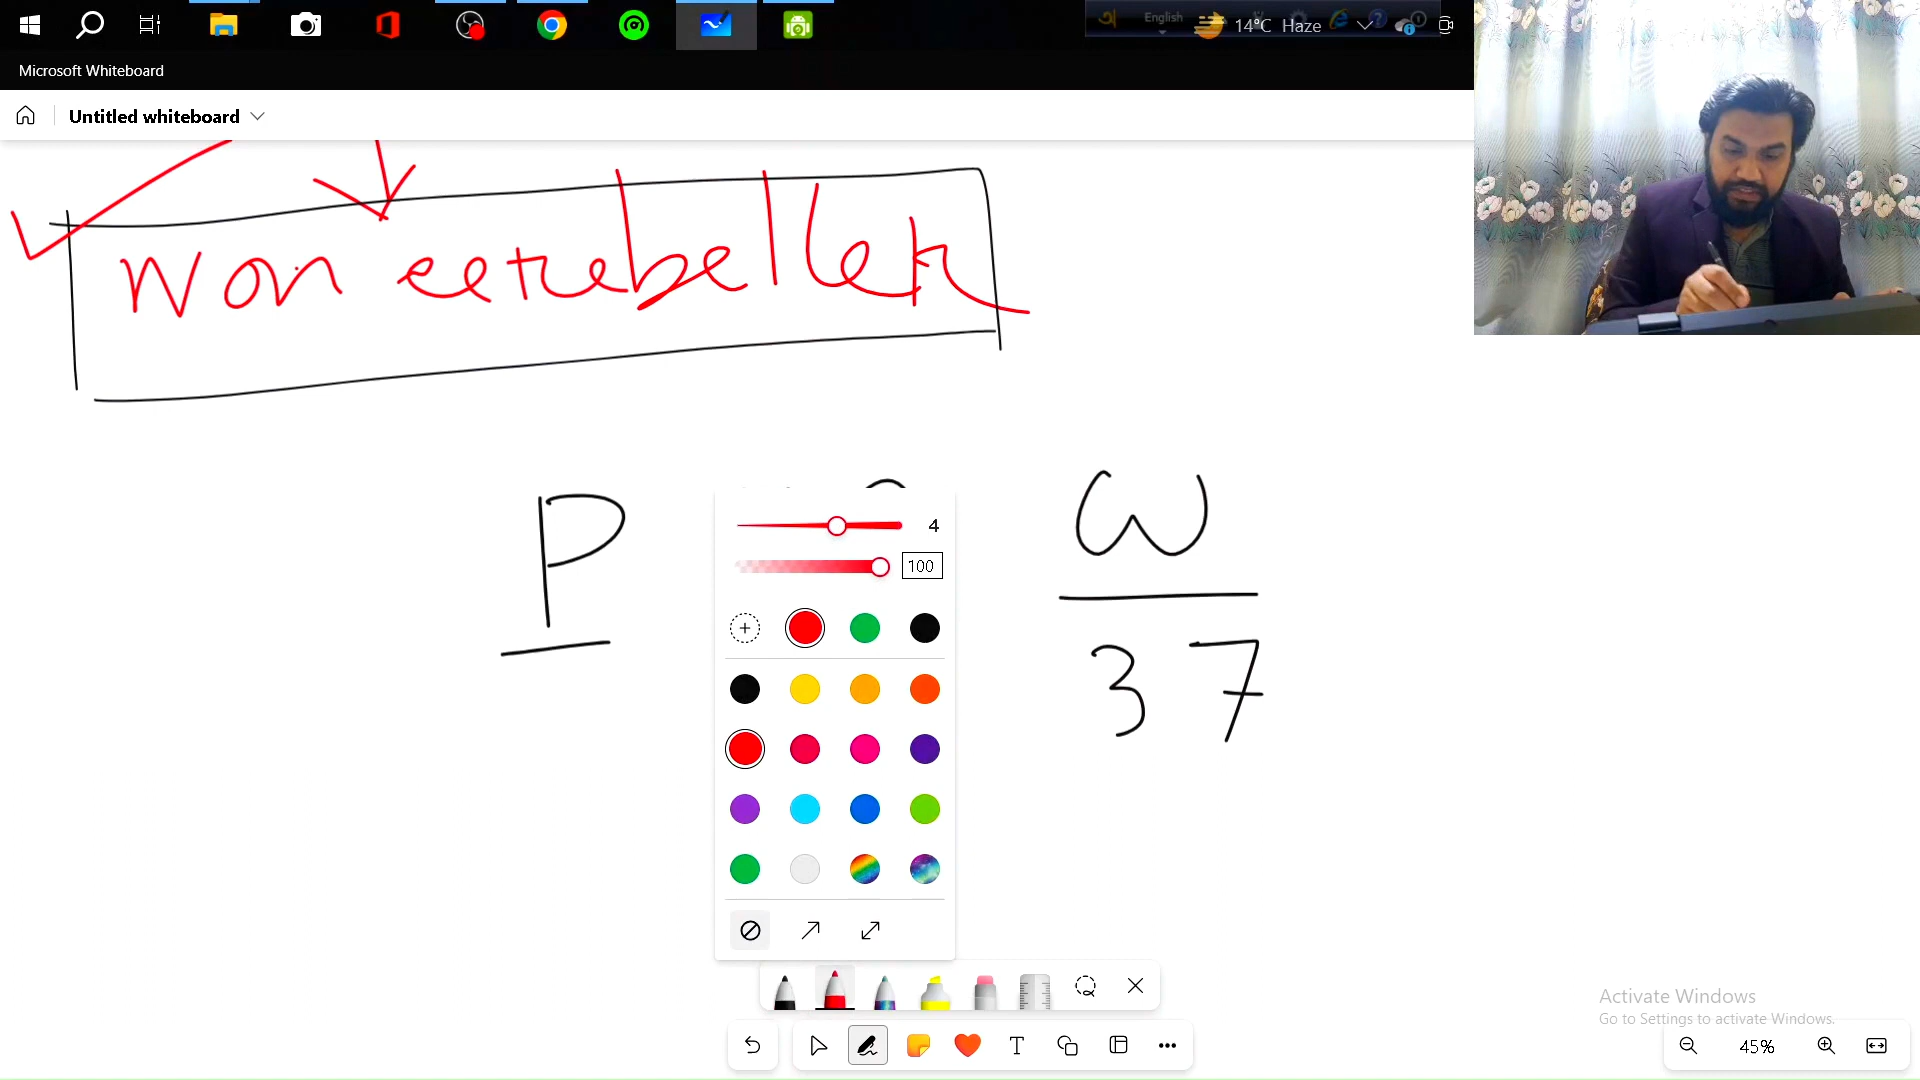 English
14°C Haze
Microsoft Whiteboard
Untitled whiteboard
Won
P W
4
100
37
Activate Windows
Go to Settings to activate Windows.
45%